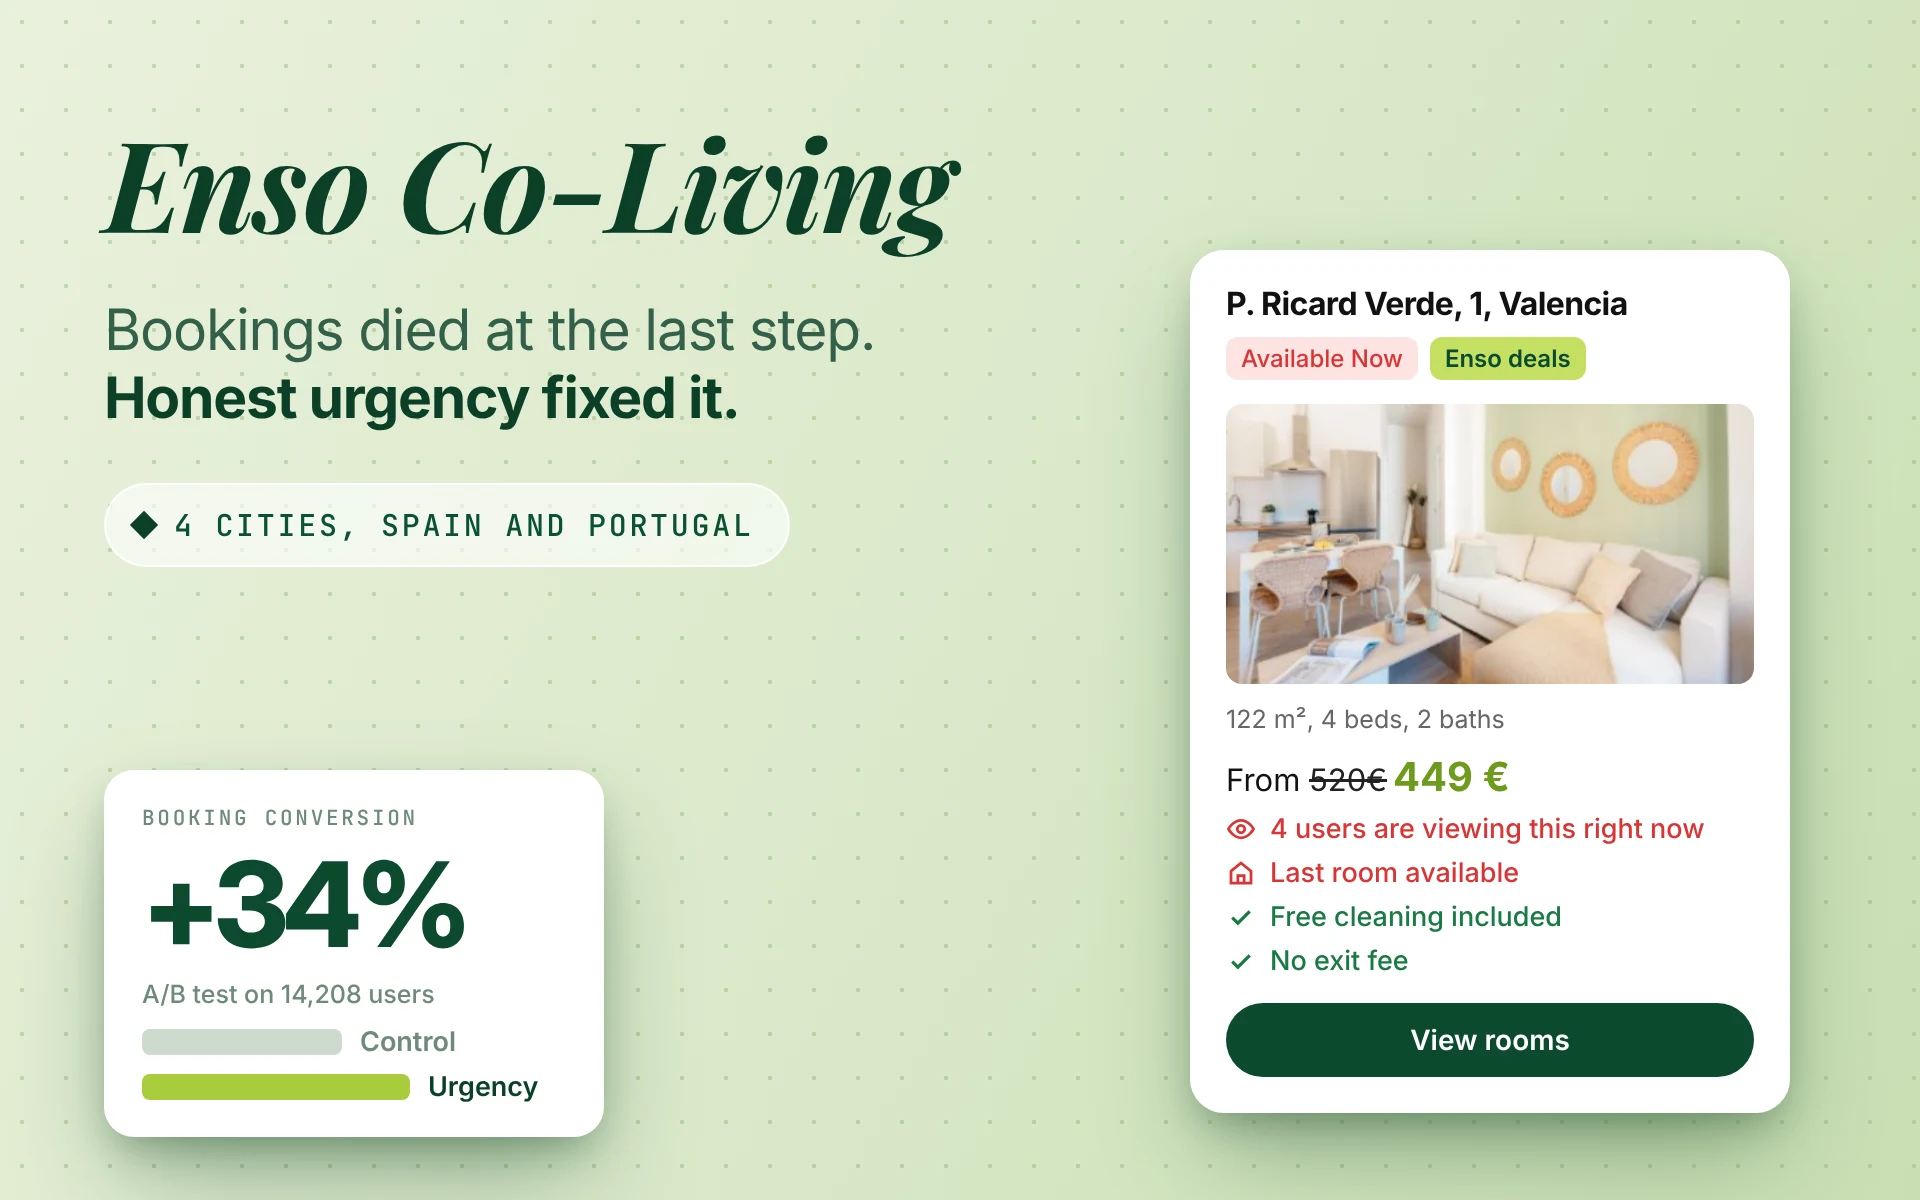 Enso Co-Living
Bookings died at the last step.
Honest urgency fixed it.
4 CITIES, SPAIN AND PORTUGAL
BOOKING CONVERSION
+34%
A/B test on 14,208 users
Control
Urgency
P. Ricard Verde, 1, Valencia
Available Now
Enso deals
122 m², 4 beds, 2 baths
From 520€ 449 €
4 users are viewing this right now
Last room available
Free cleaning included
No exit fee
View rooms